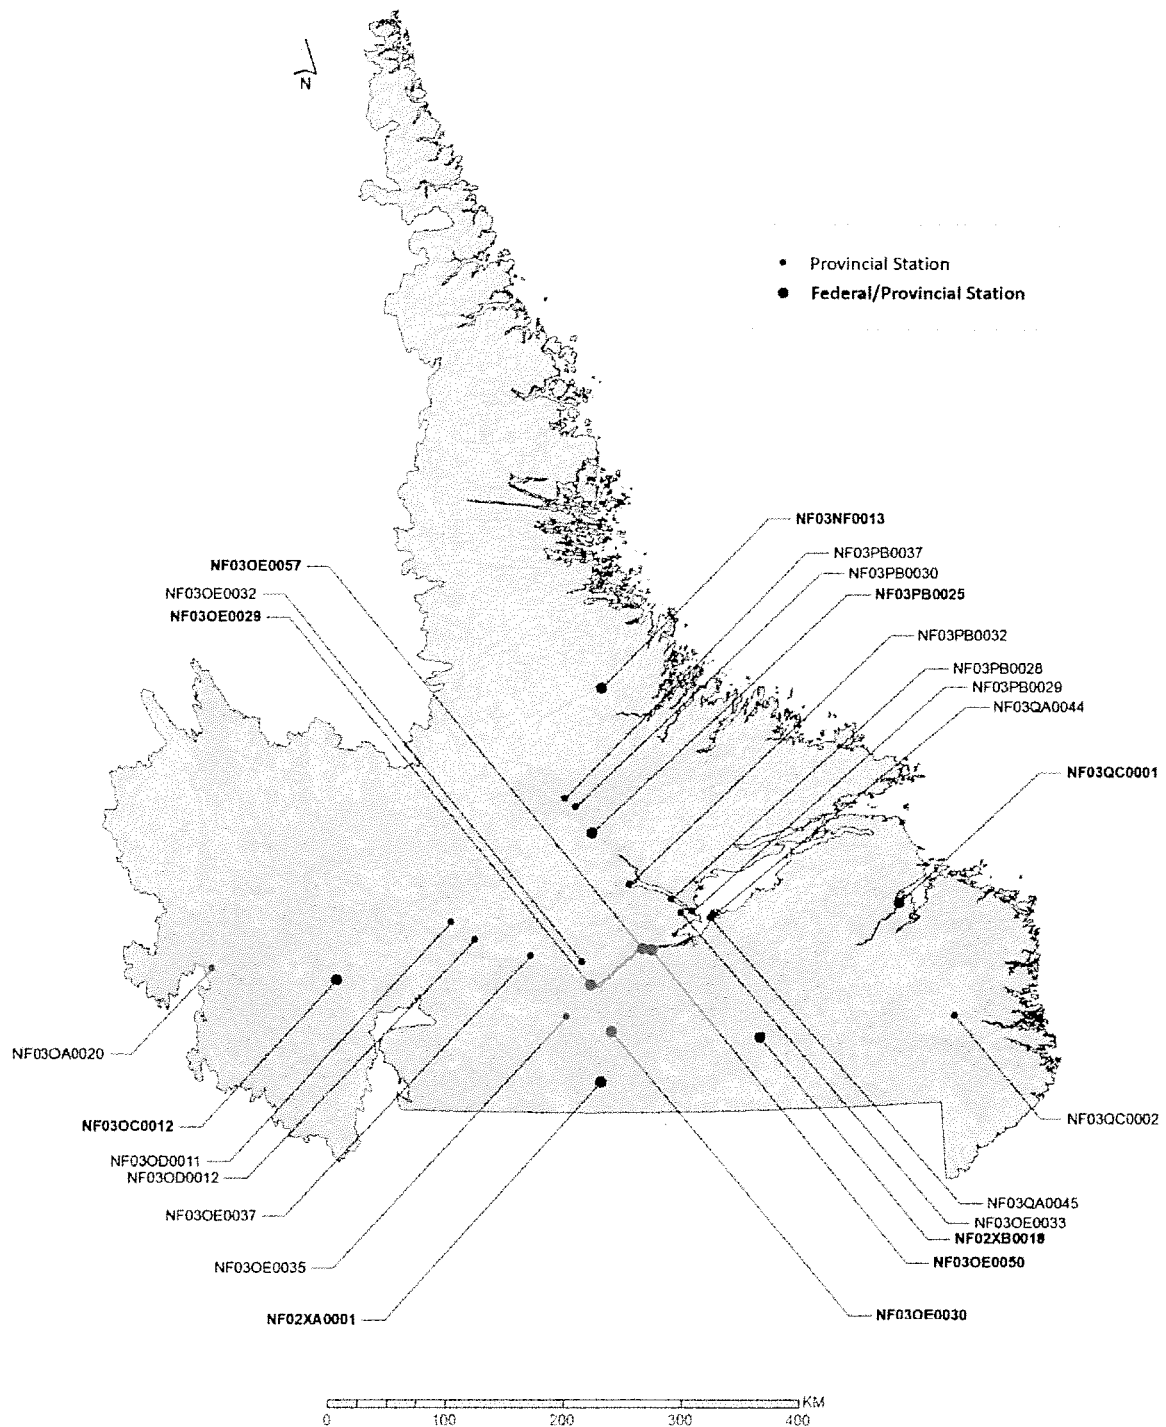 N
Provincial Station
Federal/Provincial Station
NF03NF0013
NF03PB0037
NF03OE0057
NF03PB0030
NF03OE0032
NF03PB0025
NF03OE0029
NF03PB0032
NF03PB0028
NF03PB0029
NF03QA0044
NF03QC0001
NF03OA0020
NF03OC0012
NF03QC0002
NF03OD0011
NF03OD0012
NF03QA0045
NF03OE0037
NF03OE0033
NF02XB0018
NF03OE0035
NF03OE0050
NF02XA0001
NF03OE0030
KM
0 100 200 300 400